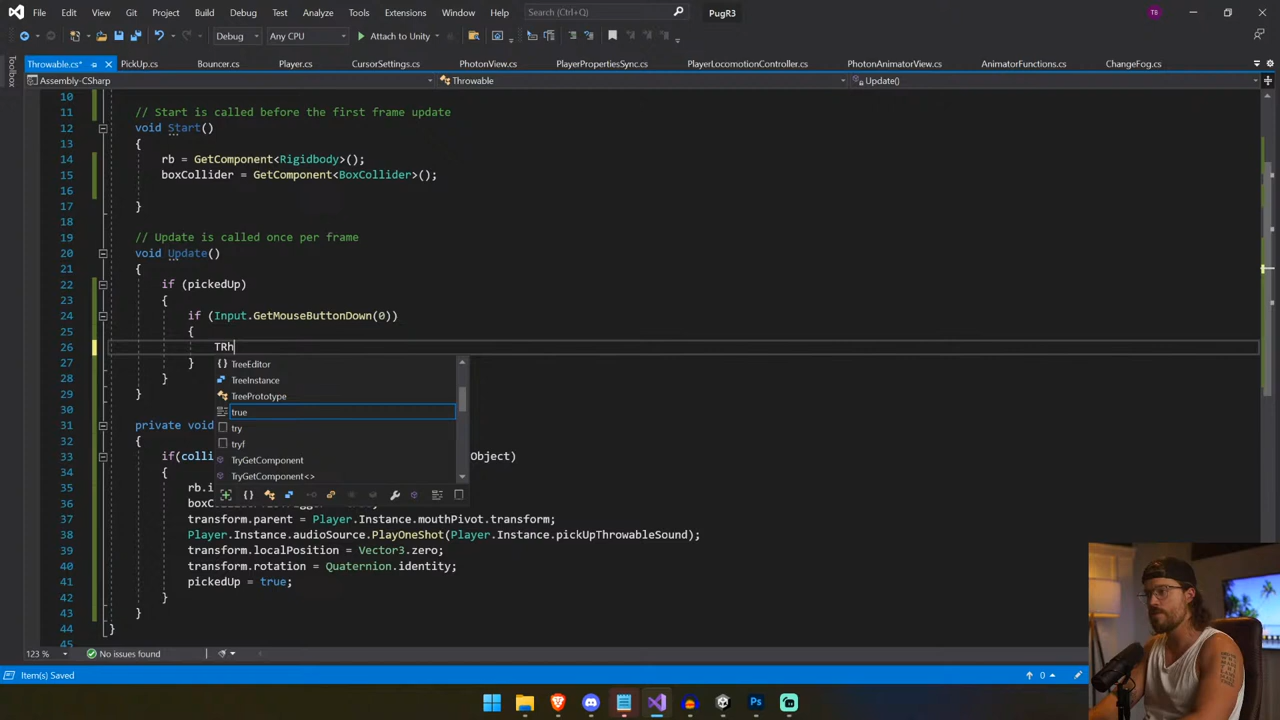 File Edit View Git Project Build Debug Test Analyze Tools Extensions Window Help Search (Ctrl+Q) PugR3 TB
Debug Any CPU Attach to Unity
Throwable.cs* PickUp.cs Bouncer.cs Player.cs CursorSettings.cs PhotonView.cs PlayerPropertiesSync.cs PlayerLocomotionController.cs PhotonAnimatorView.cs AnimatorFunctions.cs ChangeFog.cs
Toolbox
Assembly-CSharp Throwable Update()
10
11 // Start is called before the first frame update
12 void Start()
13 {
14 rb = GetComponent<Rigidbody>();
15 boxCollider = GetComponent<BoxCollider>();
16
17 }
18
19 // Update is called once per frame
20 void Update()
21 {
22 if (pickedUp)
23 {
24 if (Input.GetMouseButtonDown(0))
25 {
26 TRh
27 }
28 }
29 }
30
31 private void
32 {
33 if(colli Object)
34 {
35 rb.i
36 boxC
37 transform.parent = Player.Instance.mouthPivot.transform;
38 Player.Instance.audioSource.PlayOneShot(Player.Instance.pickUpThrowableSound);
39 transform.localPosition = Vector3.zero;
40 transform.rotation = Quaternion.identity;
41 pickedUp = true;
42 }
43 }
44 }
45
{ } TreeEditor
TreeInstance
TreePrototype
true
try
tryf
TryGetComponent
TryGetComponent<>
123 % No issues found
Item(s) Saved 0
Ps